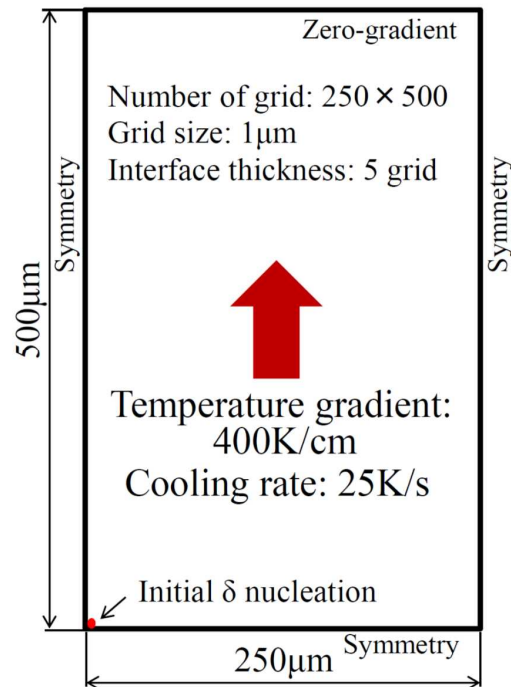 Zero-gradient
Number of grid: 250 × 500
Grid size: 1μm
Interface thickness: 5 grid
Symmetry
Symmetry
500μm
Temperature gradient:
400K/cm
Cooling rate: 25K/s
Initial δ nucleation
Symmetry
250μm